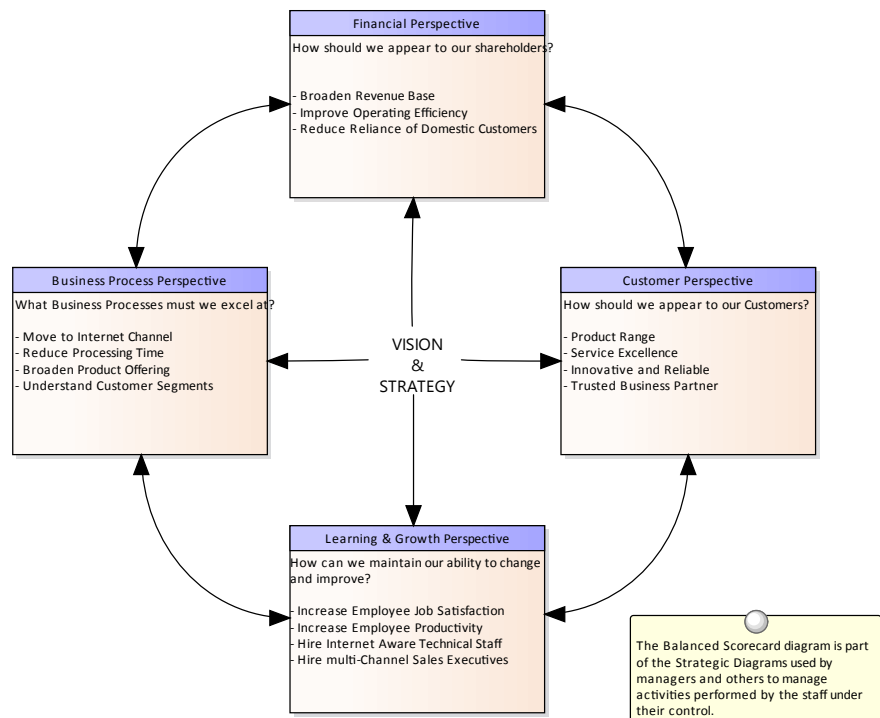 Financial Perspective
How should we appear to our shareholders?
- Broaden Revenue Base
- Improve Operating Efficiency
- Reduce Reliance of Domestic Customers
Business Process Perspective
What Business Processes must we excel at?
- Move to Internet Channel
- Reduce Processing Time
- Broaden Product Offering
- Understand Customer Segments
VISION
&
STRATEGY
Customer Perspective
How should we appear to our Customers?
- Product Range
- Service Excellence
- Innovative and Reliable
- Trusted Business Partner
Learning & Growth Perspective
How can we maintain our ability to change
and improve?
- Increase Employee Job Satisfaction
- Increase Employee Productivity
- Hire Internet Aware Technical Staff
- Hire multi-Channel Sales Executives
The Balanced Scorecard diagram is part
of the Strategic Diagrams used by
managers and others to manage
activities performed by the staff under
their control.